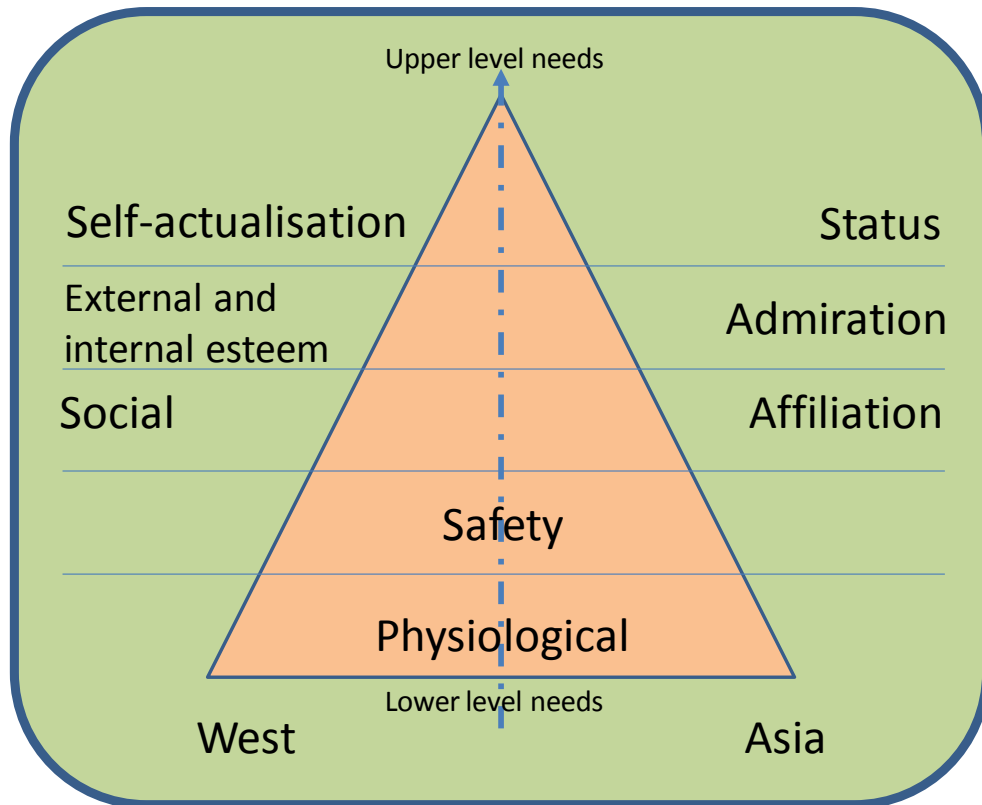 Upper level needs
Self-actualisation
Status
External and
internal esteem
Admiration
Social
Affiliation
Safety
Physiological
Lower level needs
West
Asia